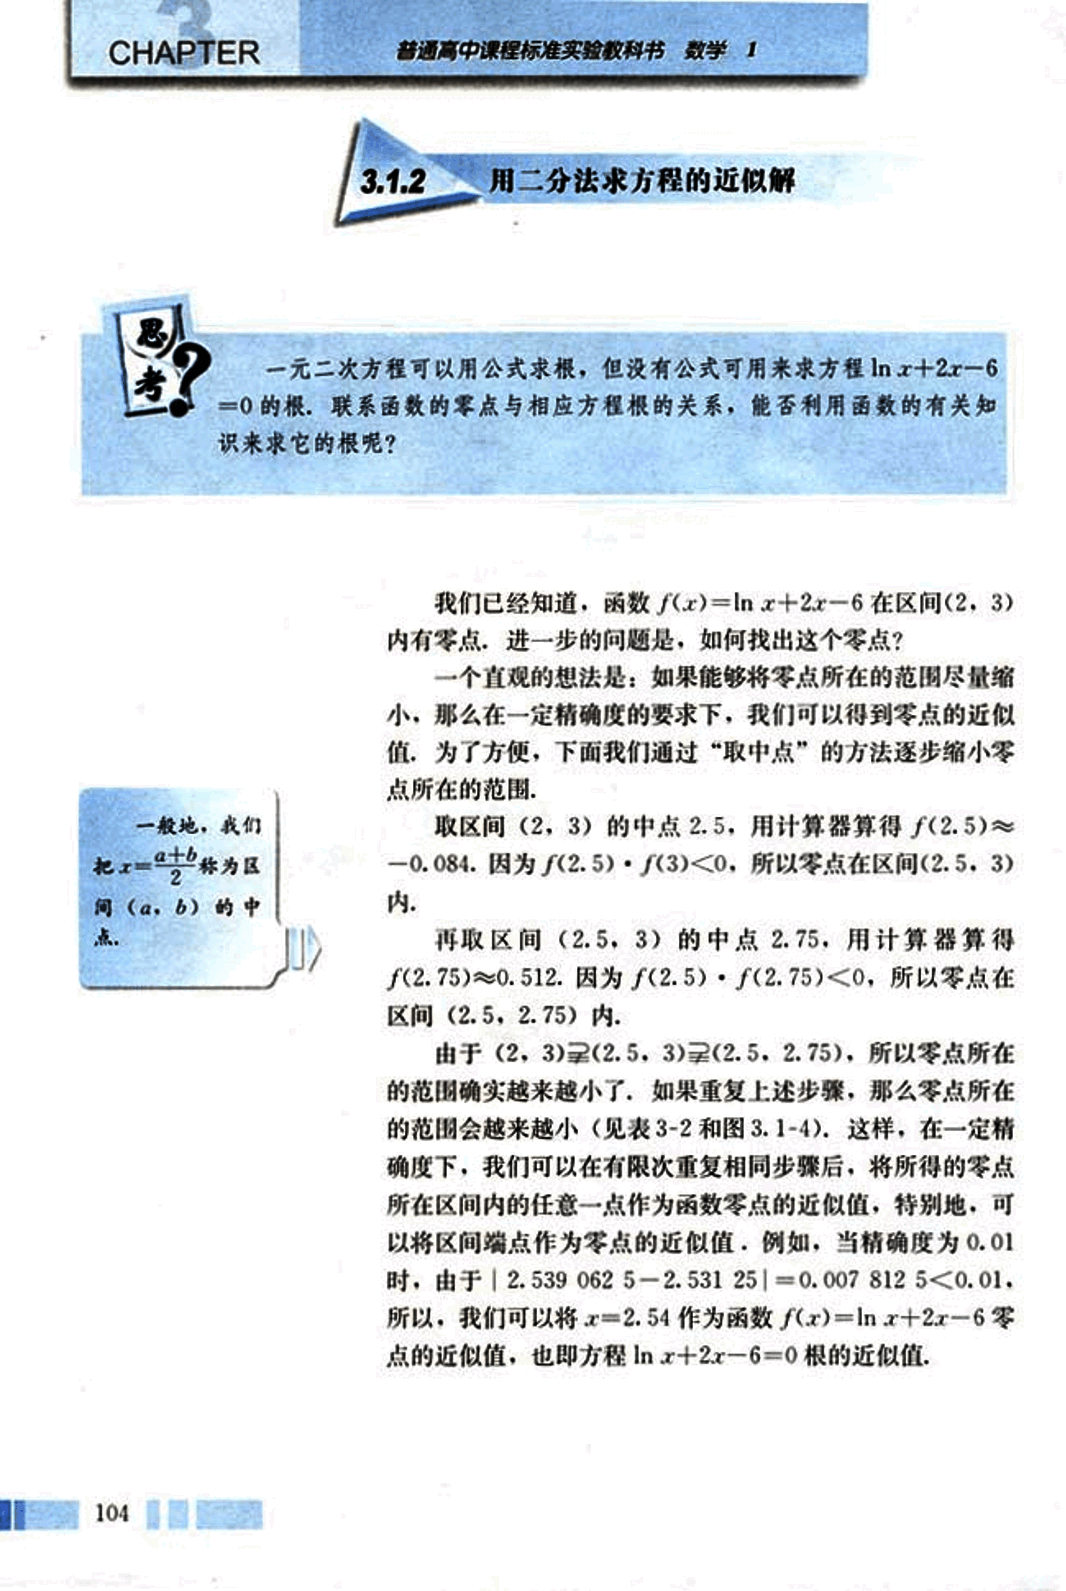 3
CHAPTER
普通高中课程标准实验教科书 数学 1
3.1.2 用二分法求方程的近似解
思考?
一元二次方程可以用公式求根，但没有公式可用来求方程 ln x+2x−6
=0 的根. 联系函数的零点与相应方程根的关系，能否利用函数的有关知
识来求它的根呢?
我们已经知道，函数 f(x)=ln x+2x−6 在区间(2，3)
内有零点. 进一步的问题是，如何找出这个零点?
一个直观的想法是：如果能够将零点所在的范围尽量缩
小，那么在一定精确度的要求下，我们可以得到零点的近似
值. 为了方便，下面我们通过“取中点”的方法逐步缩小零
点所在的范围.
取区间（2，3）的中点 2.5，用计算器算得 f(2.5)≈
−0.084. 因为 f(2.5)·f(3)<0，所以零点在区间(2.5，3)
内.
再取区间（2.5，3）的中点 2.75，用计算器算得
f(2.75)≈0.512. 因为 f(2.5)·f(2.75)<0，所以零点在
区间（2.5，2.75）内.
由于（2，3)⫌(2.5，3)⫌(2.5，2.75)，所以零点所在
的范围确实越来越小了. 如果重复上述步骤，那么零点所在
的范围会越来越小（见表 3-2 和图 3.1-4）. 这样，在一定精
确度下，我们可以在有限次重复相同步骤后，将所得的零点
所在区间内的任意一点作为函数零点的近似值，特别地，可
以将区间端点作为零点的近似值. 例如，当精确度为 0.01
时，由于| 2.539 062 5−2.531 25|=0.007 812 5<0.01，
所以，我们可以将 x=2.54 作为函数 f(x)=ln x+2x−6 零
点的近似值，也即方程 ln x+2x−6=0 根的近似值.
一般地，我们
把 x=(a+b)/2 称为区
间（a，b）的中
点.
104